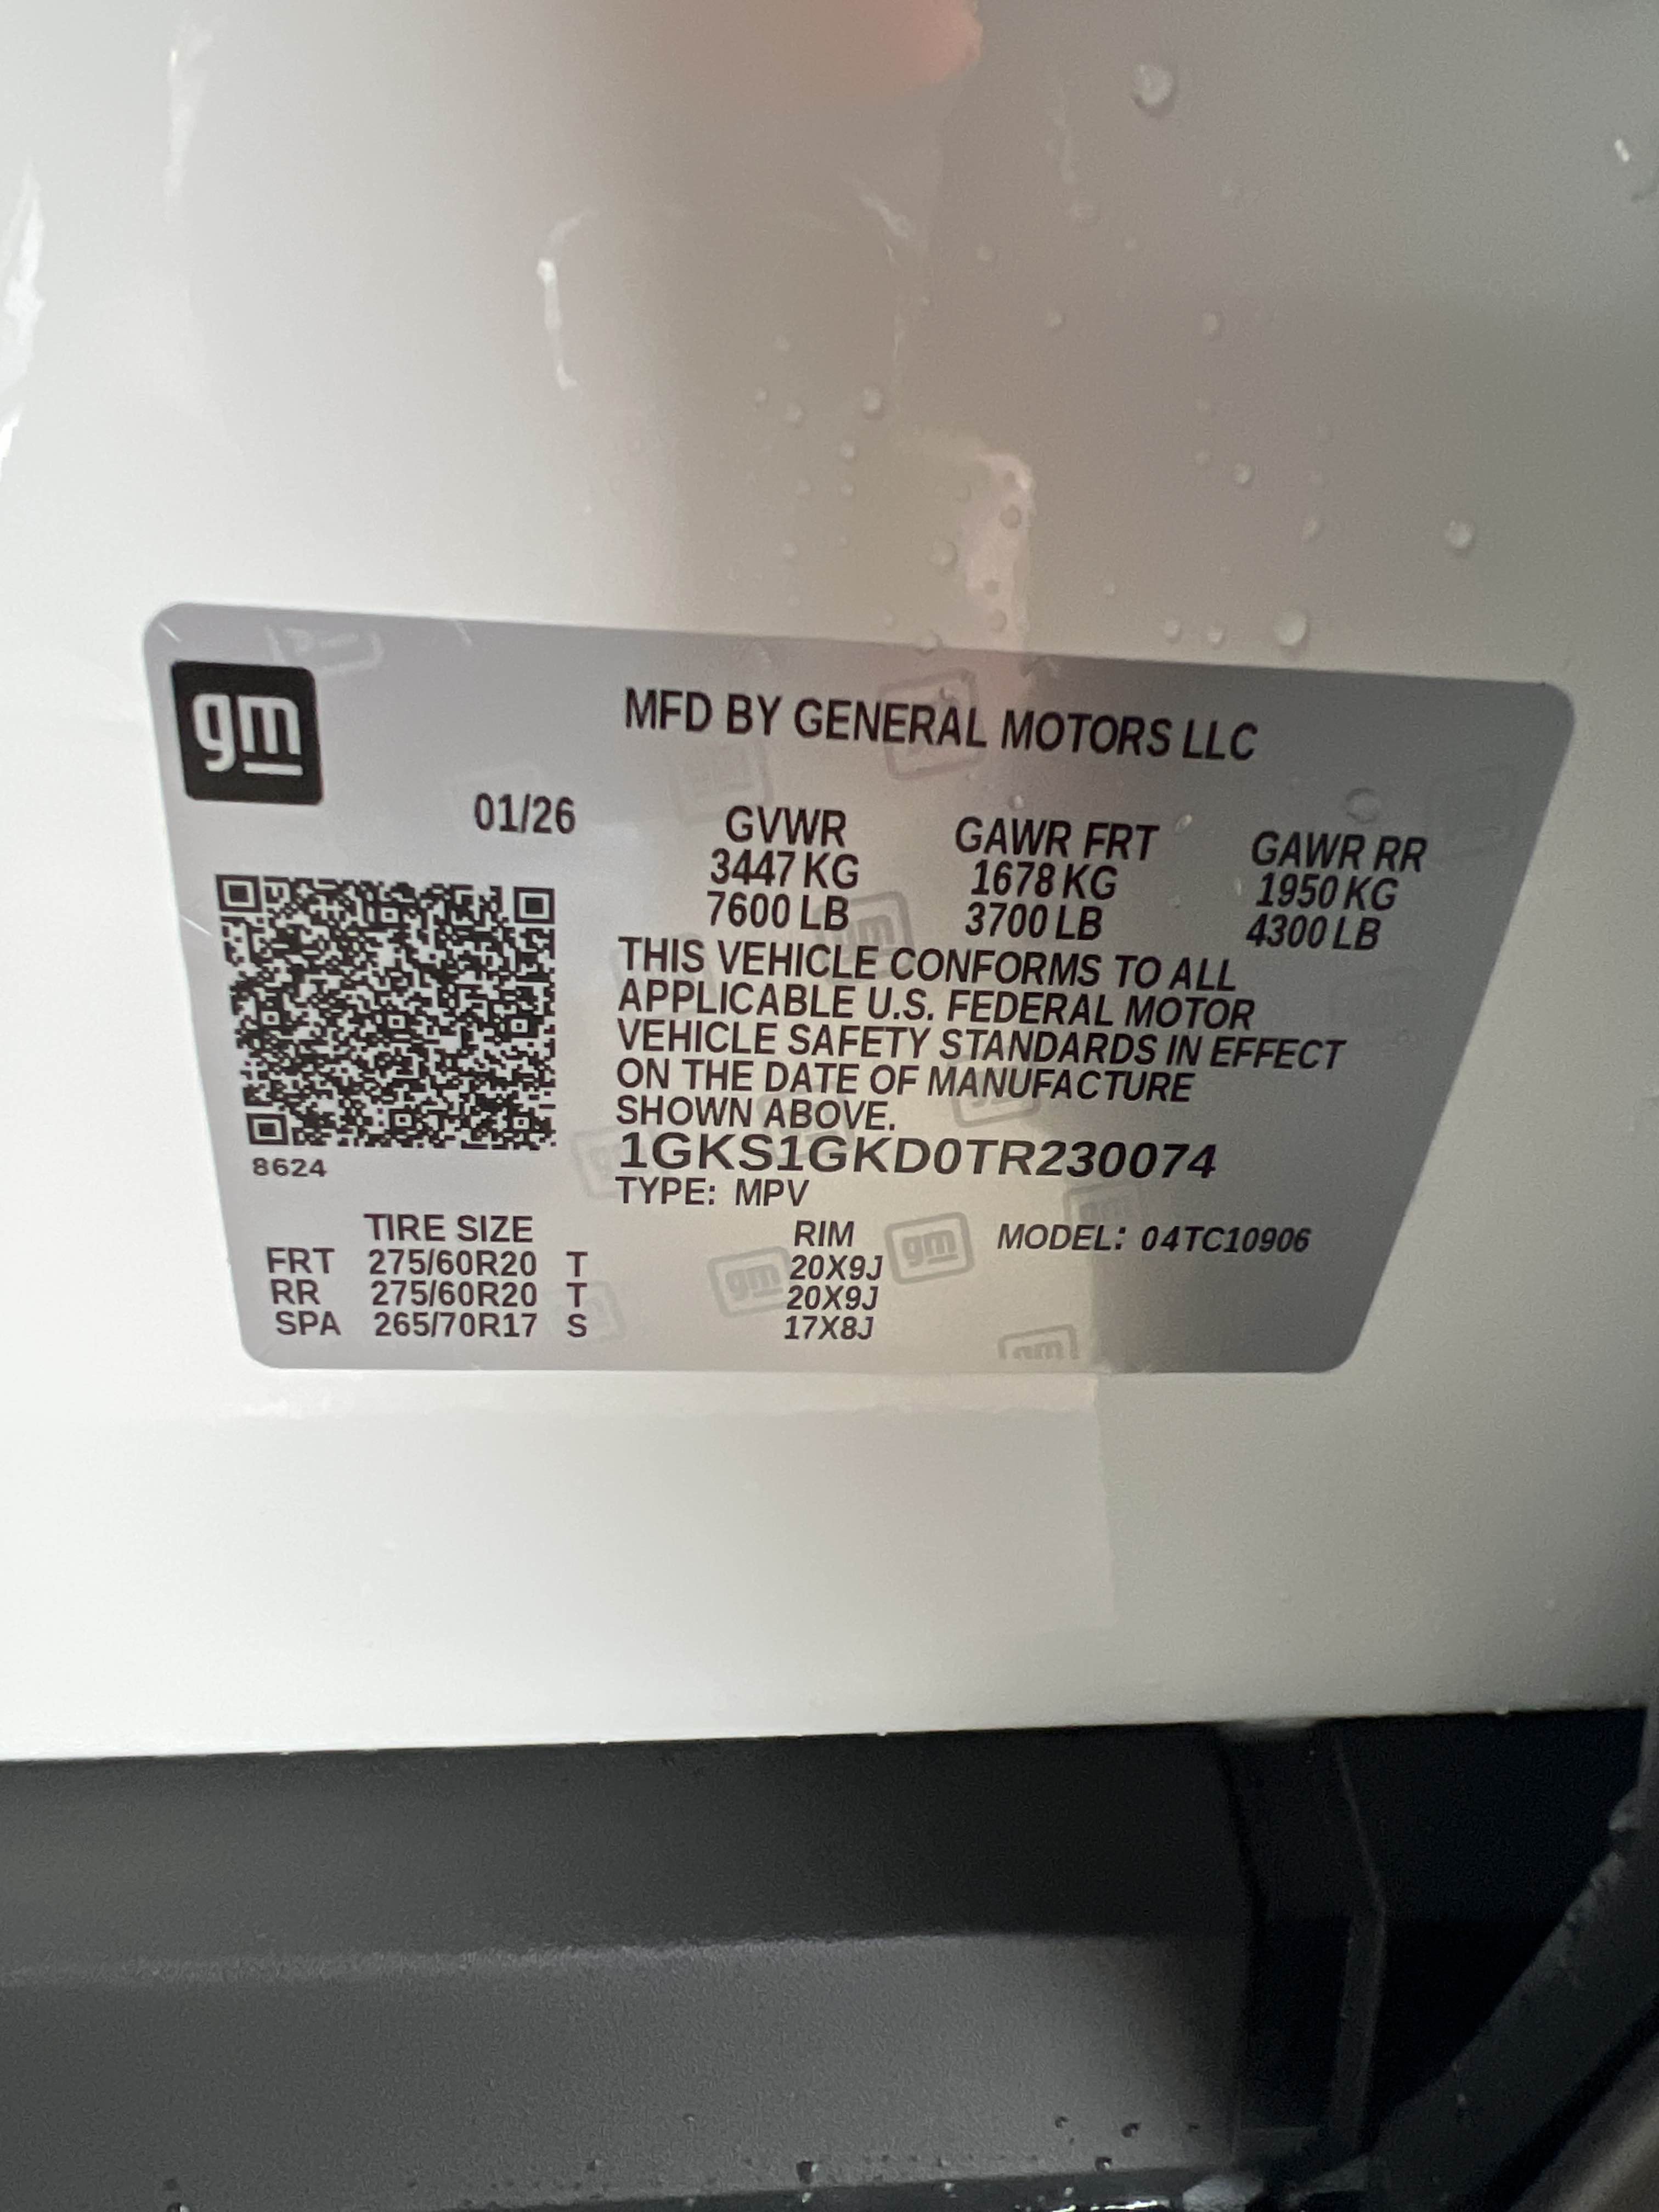 gm
MFD BY GENERAL MOTORS LLC
01/26
GVWR GAWR FRT GAWR RR
3447 KG 1678 KG 1950 KG
7600 LB 3700 LB 4300 LB
THIS VEHICLE CONFORMS TO ALL
APPLICABLE U.S. FEDERAL MOTOR
VEHICLE SAFETY STANDARDS IN EFFECT
ON THE DATE OF MANUFACTURE
SHOWN ABOVE.
1GKS1GKD0TR230074
8624
TYPE: MPV
TIRE SIZE RIM MODEL: 04TC10906
FRT 275/60R20 T 20X9J
RR 275/60R20 T 20X9J
SPA 265/70R17 S 17X8J